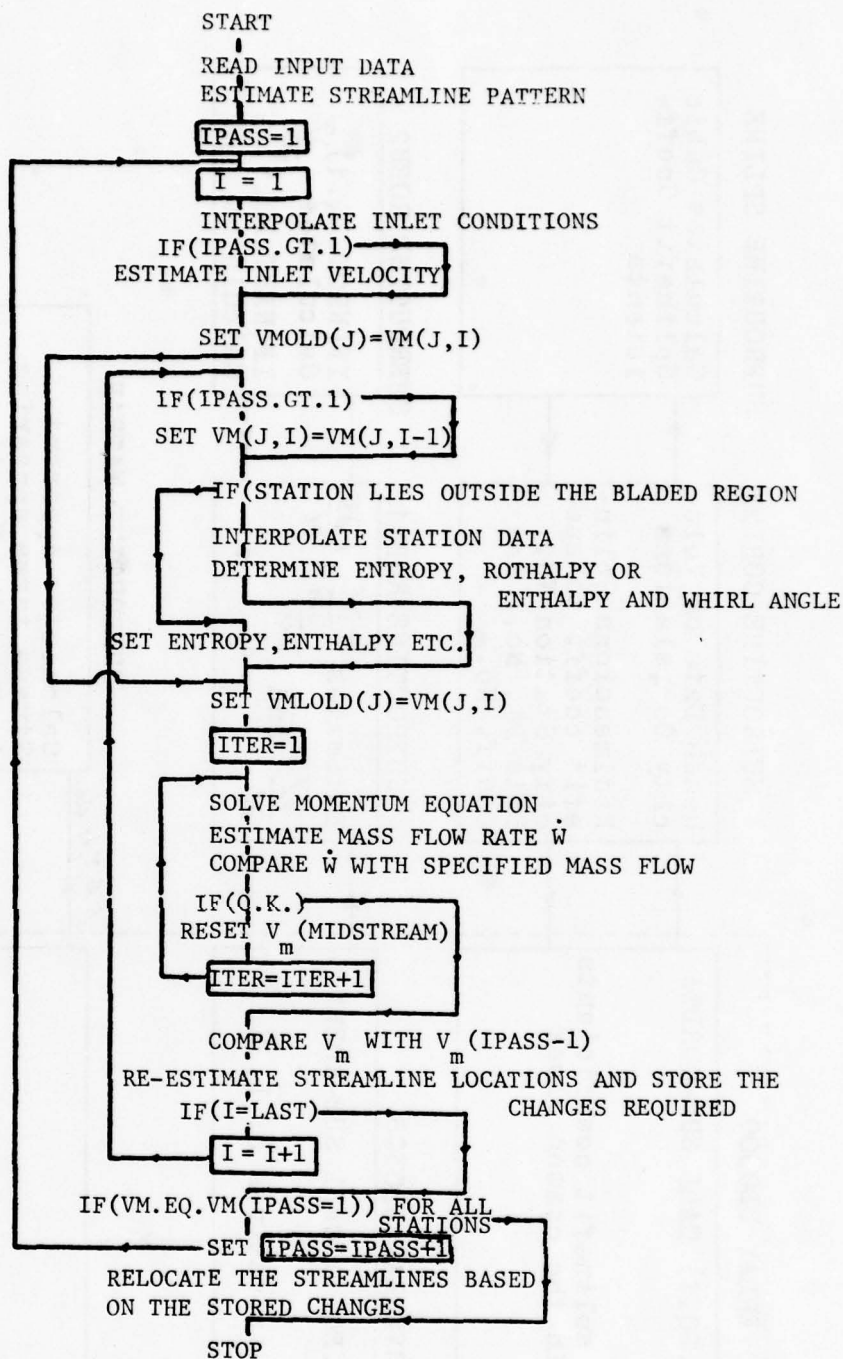 START
READ INPUT DATA
ESTIMATE STREAMLINE PATTERN
IPASS=1
I = 1
INTERPOLATE INLET CONDITIONS
IF(IPASS.GT.1)
ESTIMATE INLET VELOCITY
SET VMOLD(J)=VM(J,I)
IF(IPASS.GT.1)
SET VM(J,I)=VM(J,I-1)
IF(STATION LIES OUTSIDE THE BLADED REGION
INTERPOLATE STATION DATA
DETERMINE ENTROPY, ROTHALPY OR
ENTHALPY AND WHIRL ANGLE
SET ENTROPY,ENTHALPY ETC.
SET VMLOLD(J)=VM(J,I)
ITER=1
SOLVE MOMENTUM EQUATION
ESTIMATE MASS FLOW RATE Ẇ
COMPARE Ẇ WITH SPECIFIED MASS FLOW
IF(O.K.)
RESET Vm(MIDSTREAM)
ITER=ITER+1
COMPARE Vm WITH Vm(IPASS-1)
RE-ESTIMATE STREAMLINE LOCATIONS AND STORE THE
CHANGES REQUIRED
IF(I=LAST)
I = I+1
IF(VM.EQ.VM(IPASS=1)) FOR ALL
STATIONS
SET IPASS=IPASS+1
RELOCATE THE STREAMLINES BASED
ON THE STORED CHANGES
STOP